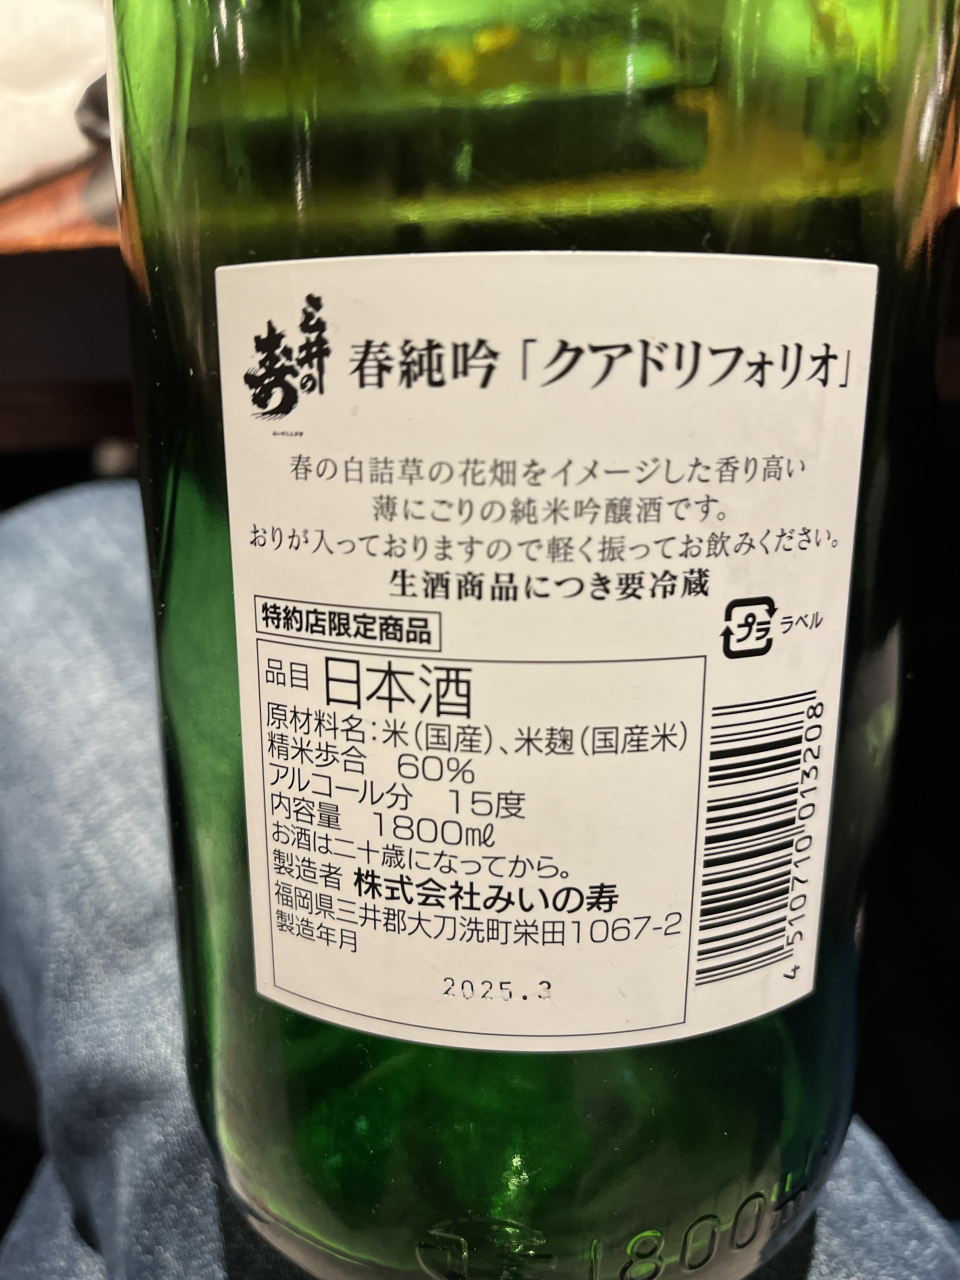 三井の寿
春純吟「クアドリフォリオ」
春の白詰草の花畑をイメージした香り高い
薄にごりの純米吟醸酒です。
おりが入っておりますので軽く振ってお飲みください。
生酒商品につき要冷蔵
特約店限定商品
プラ ラベル
品目 日本酒
原材料名:米(国産)、米麹(国産米)
精米歩合 60%
アルコール分 15度
内容量 1800㎖
お酒は二十歳になってから。
製造者 株式会社みいの寿
福岡県三井郡大刀洗町栄田1067-2
製造年月
2025.3
4510710013208
1800